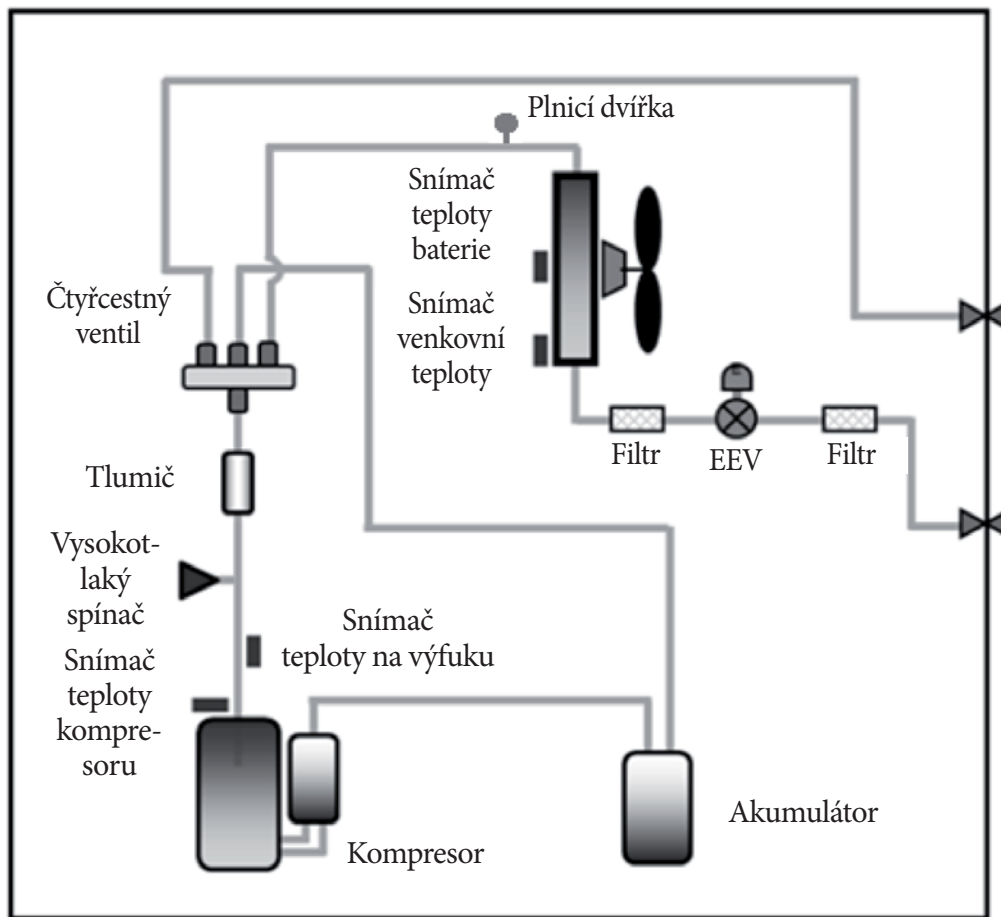 Plnicí dvířka
Snímač
teploty
baterie
Snímač
venkovní
teploty
Čtyřcestný
ventil
Filtr
EEV
Filtr
Tlumič
Vysokot-
laký
spínač
Snímač
teploty na výfuku
Snímač
teploty
kompre-
soru
Kompresor
Akumulátor